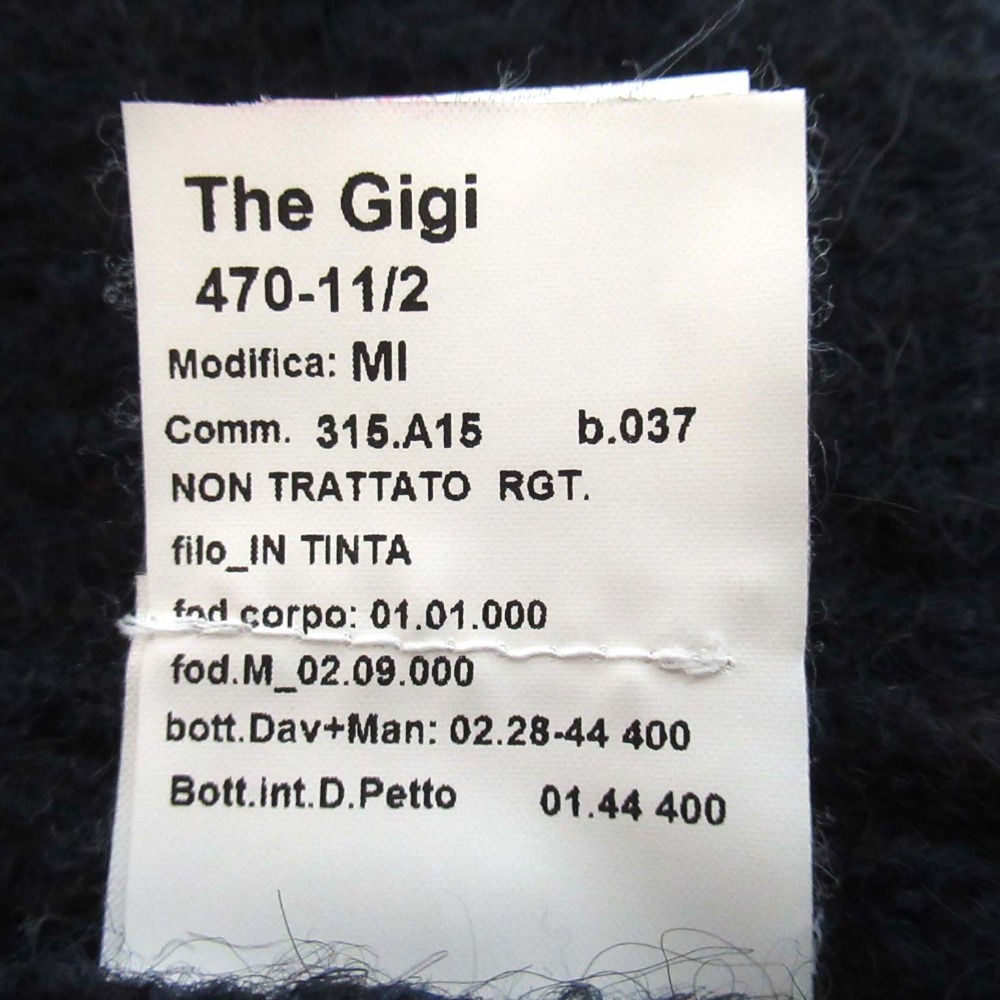 The Gigi
470-11/2
Modifica: MI
Comm. 315.A15 b.037
NON TRATTATO RGT.
filo_IN TINTA
fod.corpo: 01.01.000
fod.M_02.09.000
bott.Dav+Man: 02.28-44 400
Bott.int.D.Petto 01.44 400